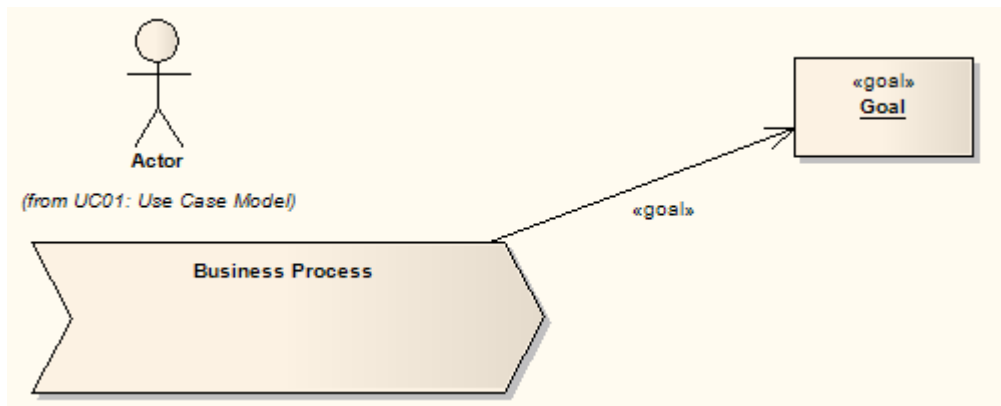 «goal»
Goal
Actor
(from UC01: Use Case Model)
«goal»
Business Process